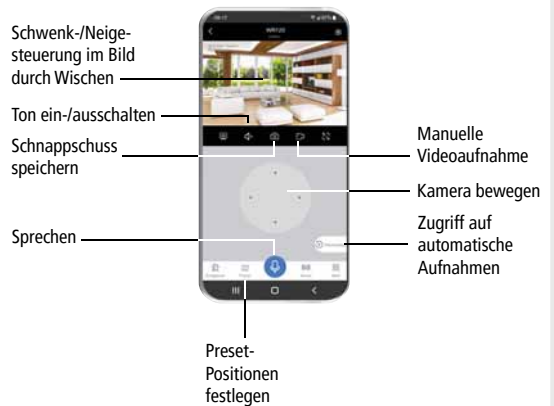 Schwenk-/Neige-
steuerung im Bild
durch Wischen
Ton ein-/ausschalten
Schnappschuss
speichern
Sprechen
WR120
Manuelle
Videoaufnahme
Kamera bewegen
Zugriff auf
automatische
Aufnahmen
Preset-
Positionen
festlegen